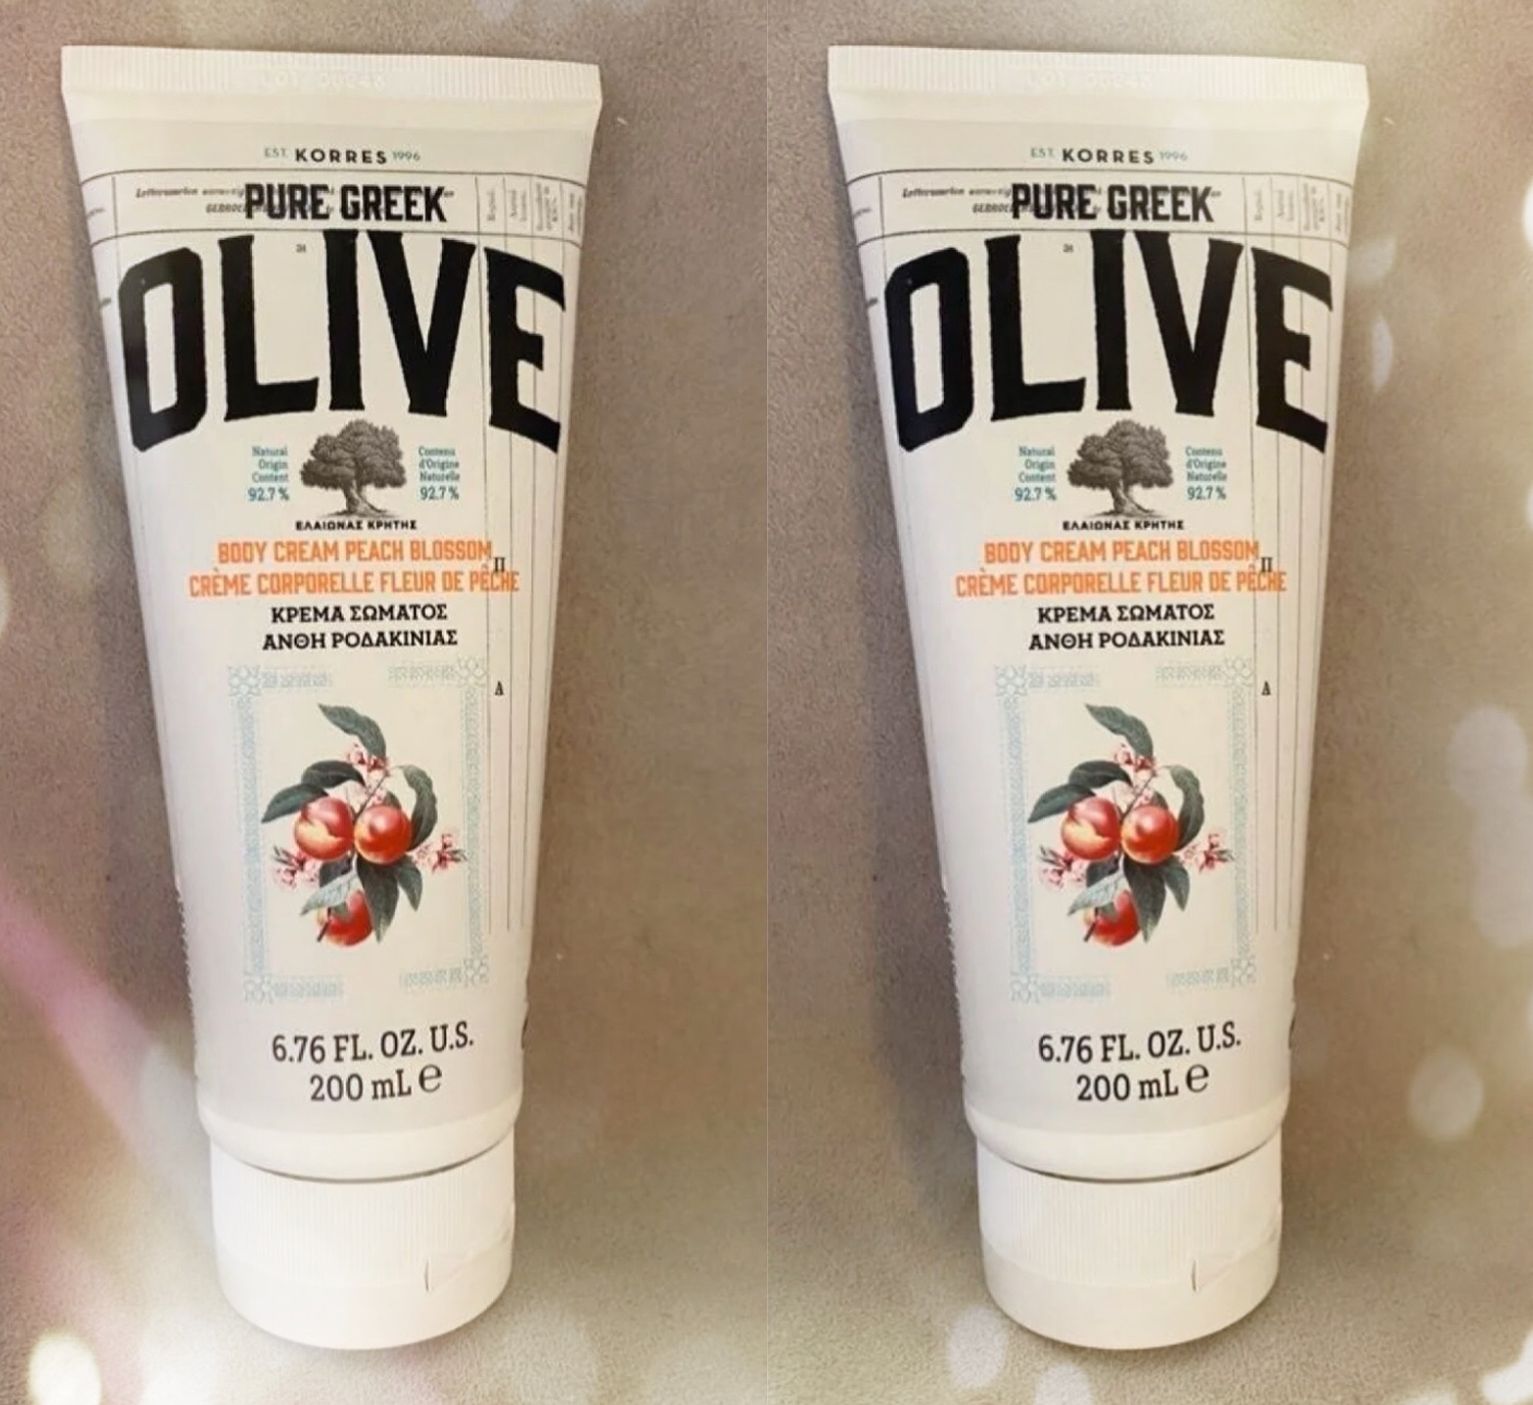 EST. KORRES 1996
PURE GREEK
OLIVE
Natural
Origin
Content
92.7 %
Contenu
d'Origine
Naturelle
92.7 %
ΕΛΑΙΩΝΑΣ ΚΡΗΤΗΣ
BODY CREAM PEACH BLOSSOM
CRÈME CORPORELLE FLEUR DE PÊCHE
ΚΡΕΜΑ ΣΩΜΑΤΟΣ
ΑΝΘΗ ΡΟΔΑΚΙΝΙΑΣ
6.76 FL. OZ. U.S.
200 mL ℮
EST. KORRES 1996
PURE GREEK
OLIVE
Natural
Origin
Content
92.7 %
Contenu
d'Origine
Naturelle
92.7 %
ΕΛΑΙΩΝΑΣ ΚΡΗΤΗΣ
BODY CREAM PEACH BLOSSOM
CRÈME CORPORELLE FLEUR DE PÊCHE
ΚΡΕΜΑ ΣΩΜΑΤΟΣ
ΑΝΘΗ ΡΟΔΑΚΙΝΙΑΣ
6.76 FL. OZ. U.S.
200 mL ℮